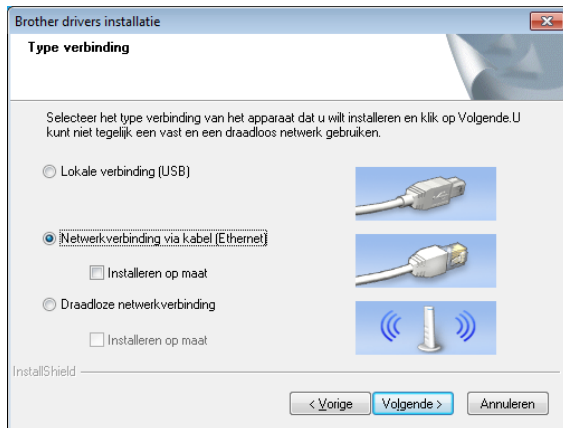 Brother drivers installatie
Type verbinding
Selecteer het type verbinding van het apparaat dat u wilt installeren en klik op Volgende.U
kunt niet tegelijk een vast en een draadloos netwerk gebruiken.
Lokale verbinding (USB)
Netwerkverbinding via kabel (Ethernet)
Installeren op maat
Draadloze netwerkverbinding
Installeren op maat
InstallShield
< Vorige
Volgende >
Annuleren